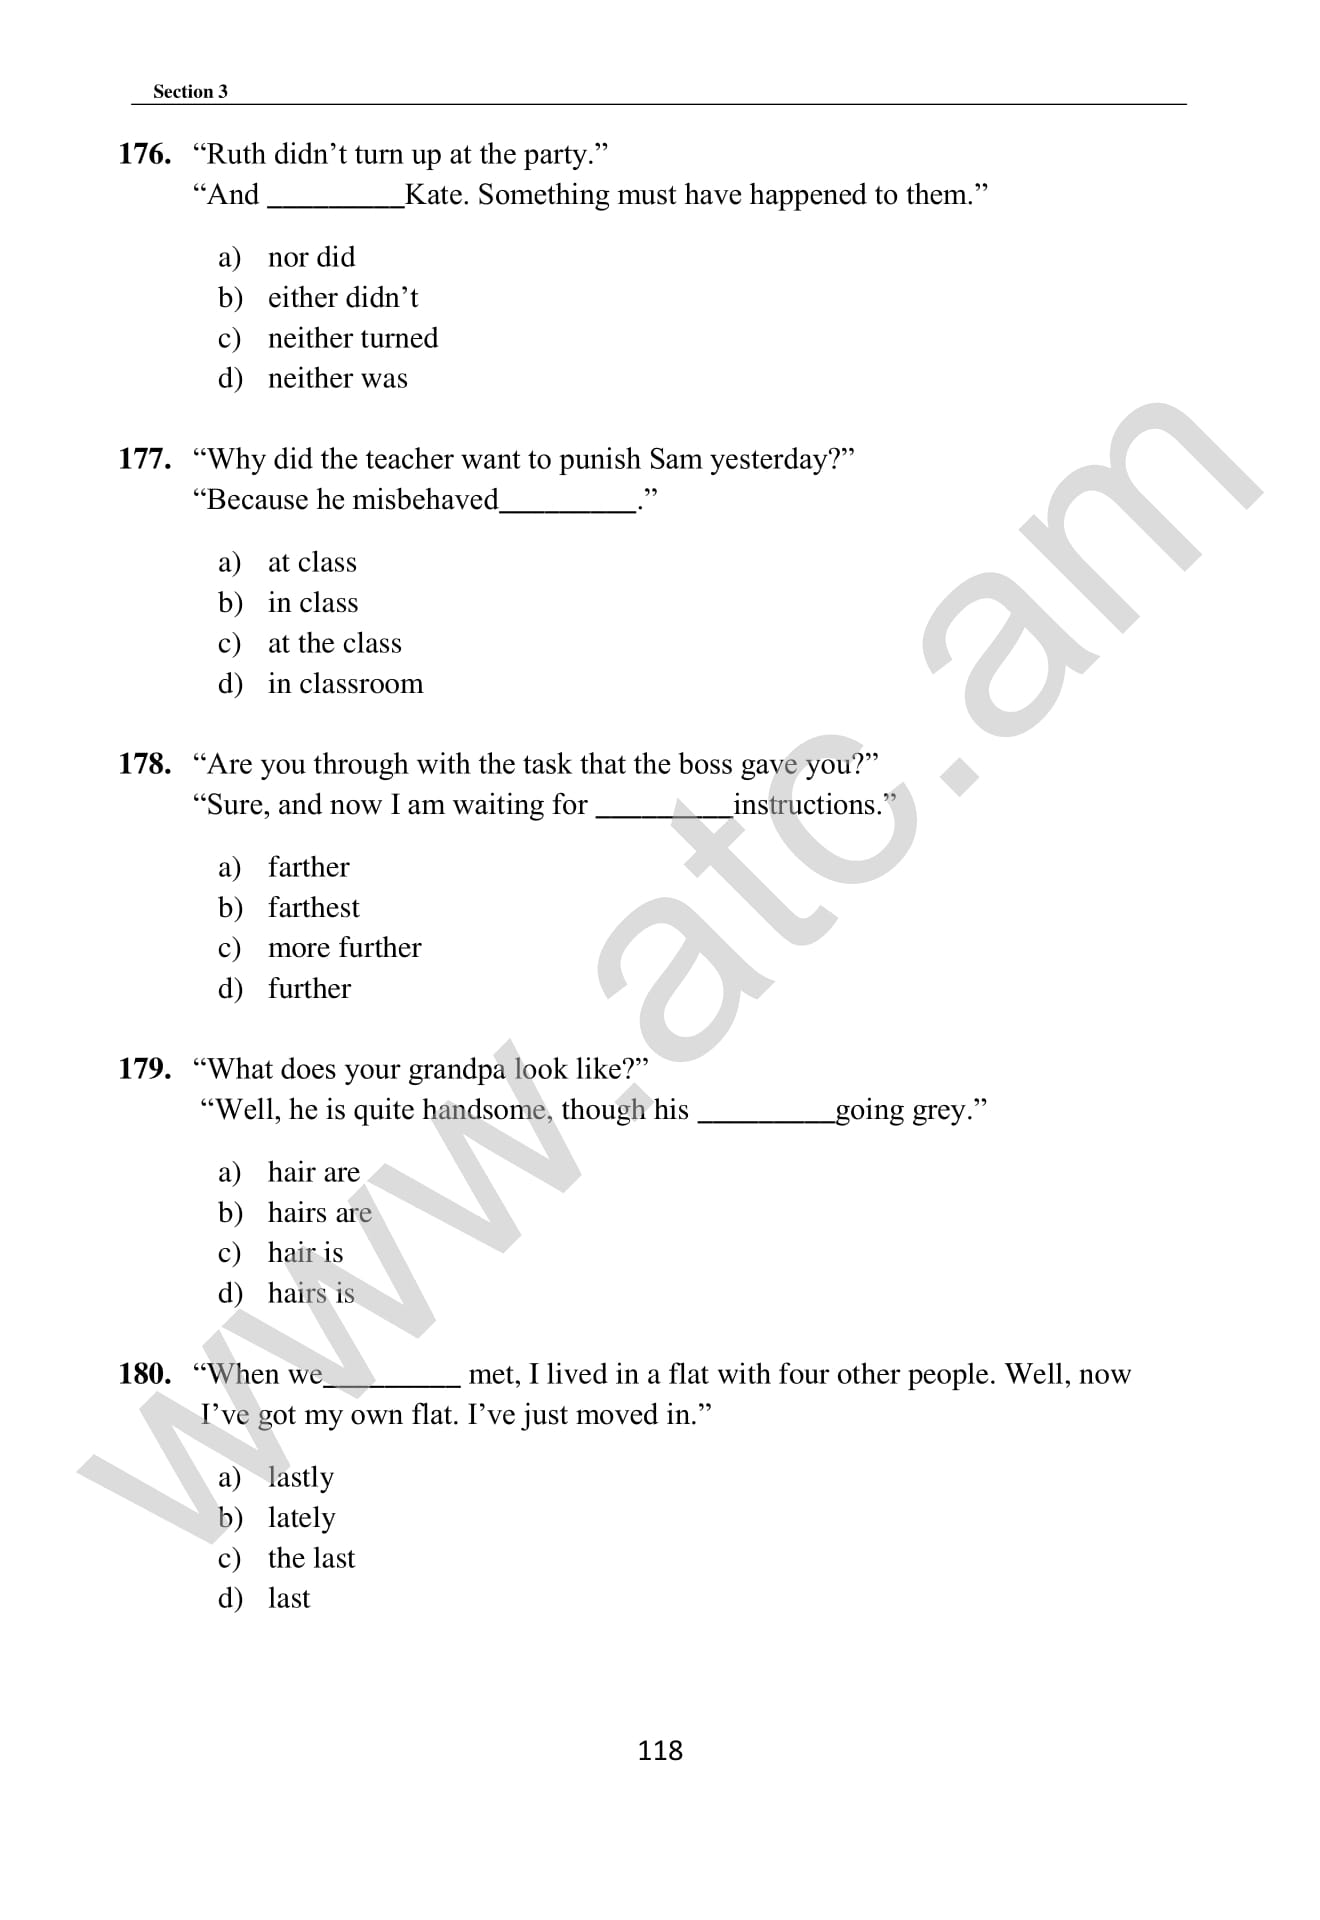 Section 3
176. “Ruth didn’t turn up at the party.”
“And _________Kate. Something must have happened to them.”
a) nor did
b) either didn’t
c) neither turned
d) neither was
177. “Why did the teacher want to punish Sam yesterday?”
“Because he misbehaved_________.”
a) at class
b) in class
c) at the class
d) in classroom
178. “Are you through with the task that the boss gave you?”
“Sure, and now I am waiting for _________instructions.”
a) farther
b) farthest
c) more further
d) further
179. “What does your grandpa look like?”
“Well, he is quite handsome, though his _________going grey.”
a) hair are
b) hairs are
c) hair is
d) hairs is
180. “When we_________ met, I lived in a flat with four other people. Well, now
I’ve got my own flat. I’ve just moved in.”
a) lastly
b) lately
c) the last
d) last
118
www.atc.am